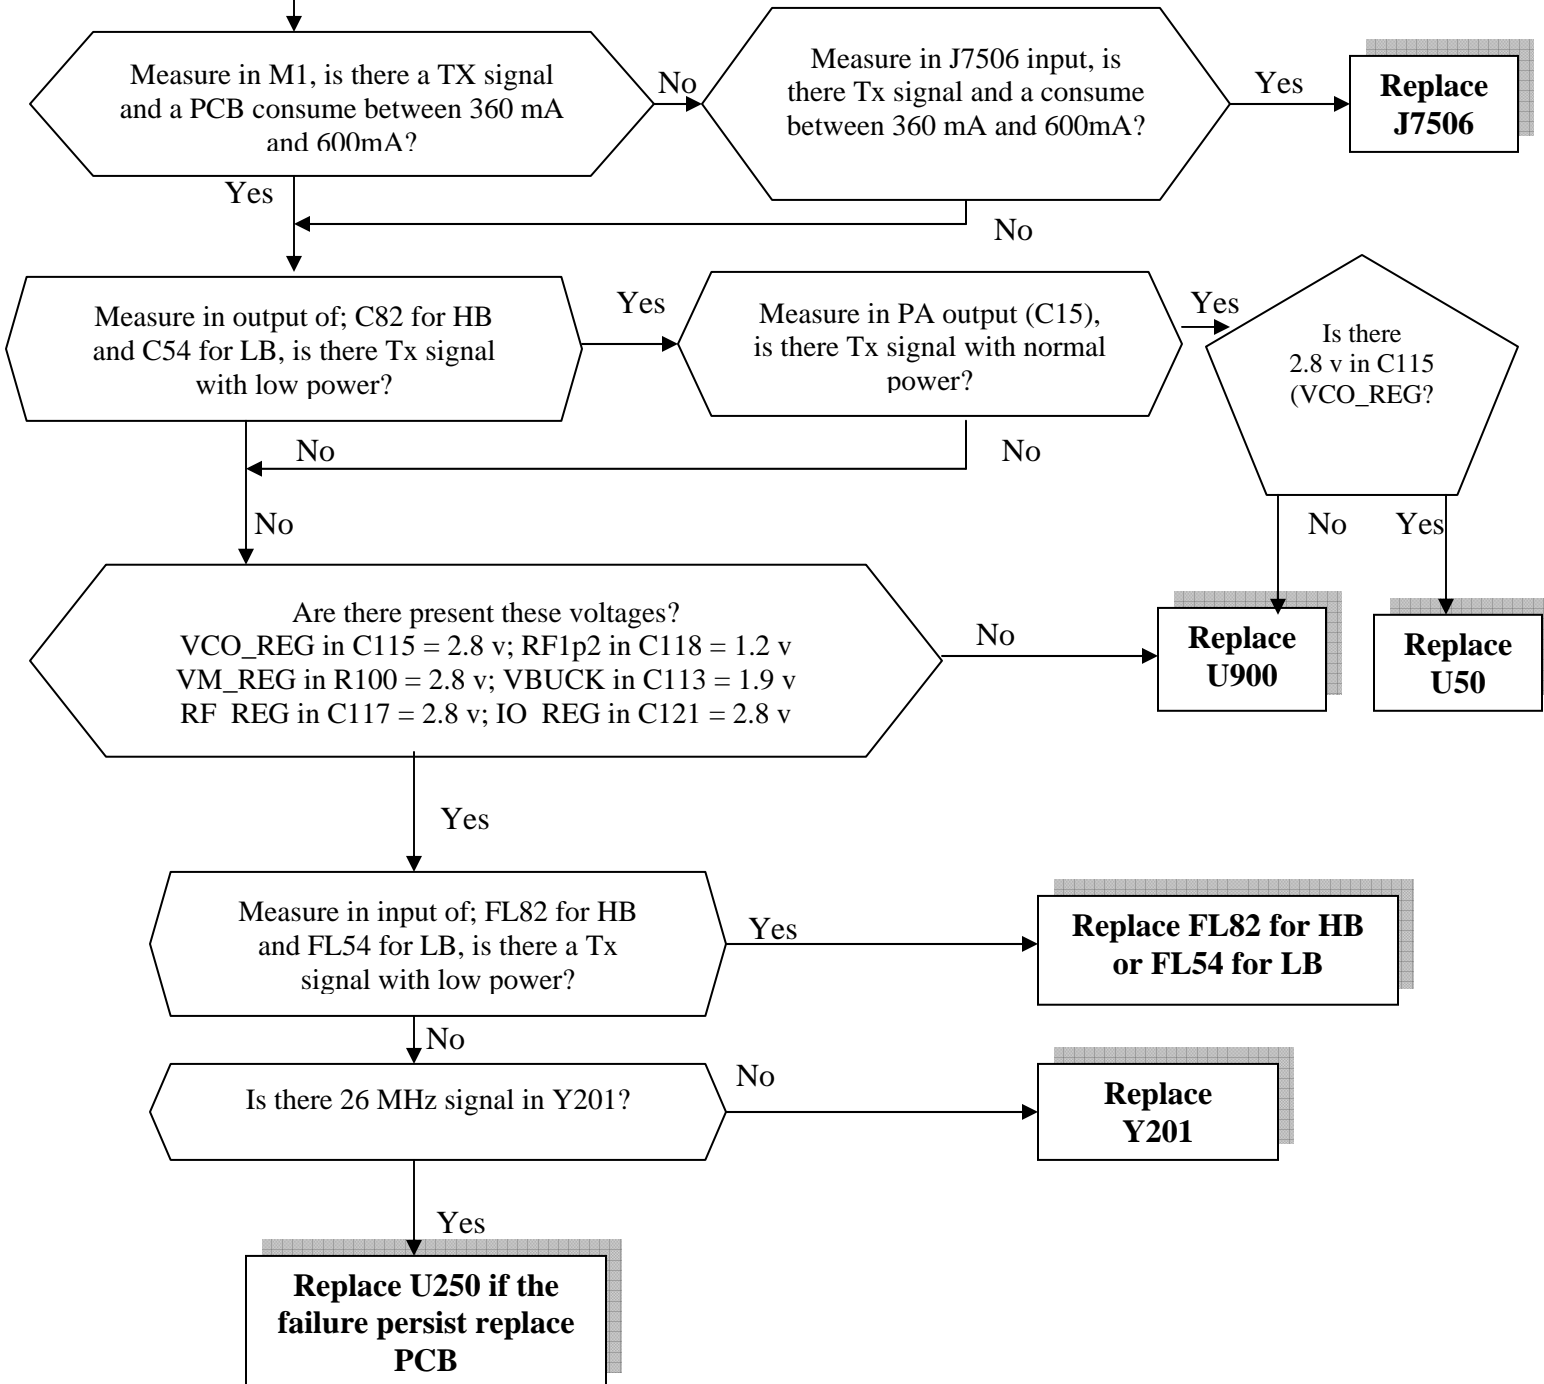 Measure in M1, is there a TX signal
and a PCB consume between 360 mA
and 600mA?
No
Measure in J7506 input, is
there Tx signal and a consume
between 360 mA and 600mA?
Yes
Replace
J7506
Yes
No
Measure in output of; C82 for HB
and C54 for LB, is there Tx signal
with low power?
Yes
Measure in PA output (C15),
is there Tx signal with normal
power?
Yes
Is there
2.8 v in C115
(VCO_REG?
No
No
No
No
Yes
Are there present these voltages?
VCO_REG in C115 = 2.8 v; RF1p2 in C118 = 1.2 v
VM_REG in R100 = 2.8 v; VBUCK in C113 = 1.9 v
RF_REG in C117 = 2.8 v; IO_REG in C121 = 2.8 v
No
Replace
U900
Replace
U50
Yes
Measure in input of; FL82 for HB
and FL54 for LB, is there a Tx
signal with low power?
Yes
Replace FL82 for HB
or FL54 for LB
No
Is there 26 MHz signal in Y201?
No
Replace
Y201
Yes
Replace U250 if the
failure persist replace
PCB